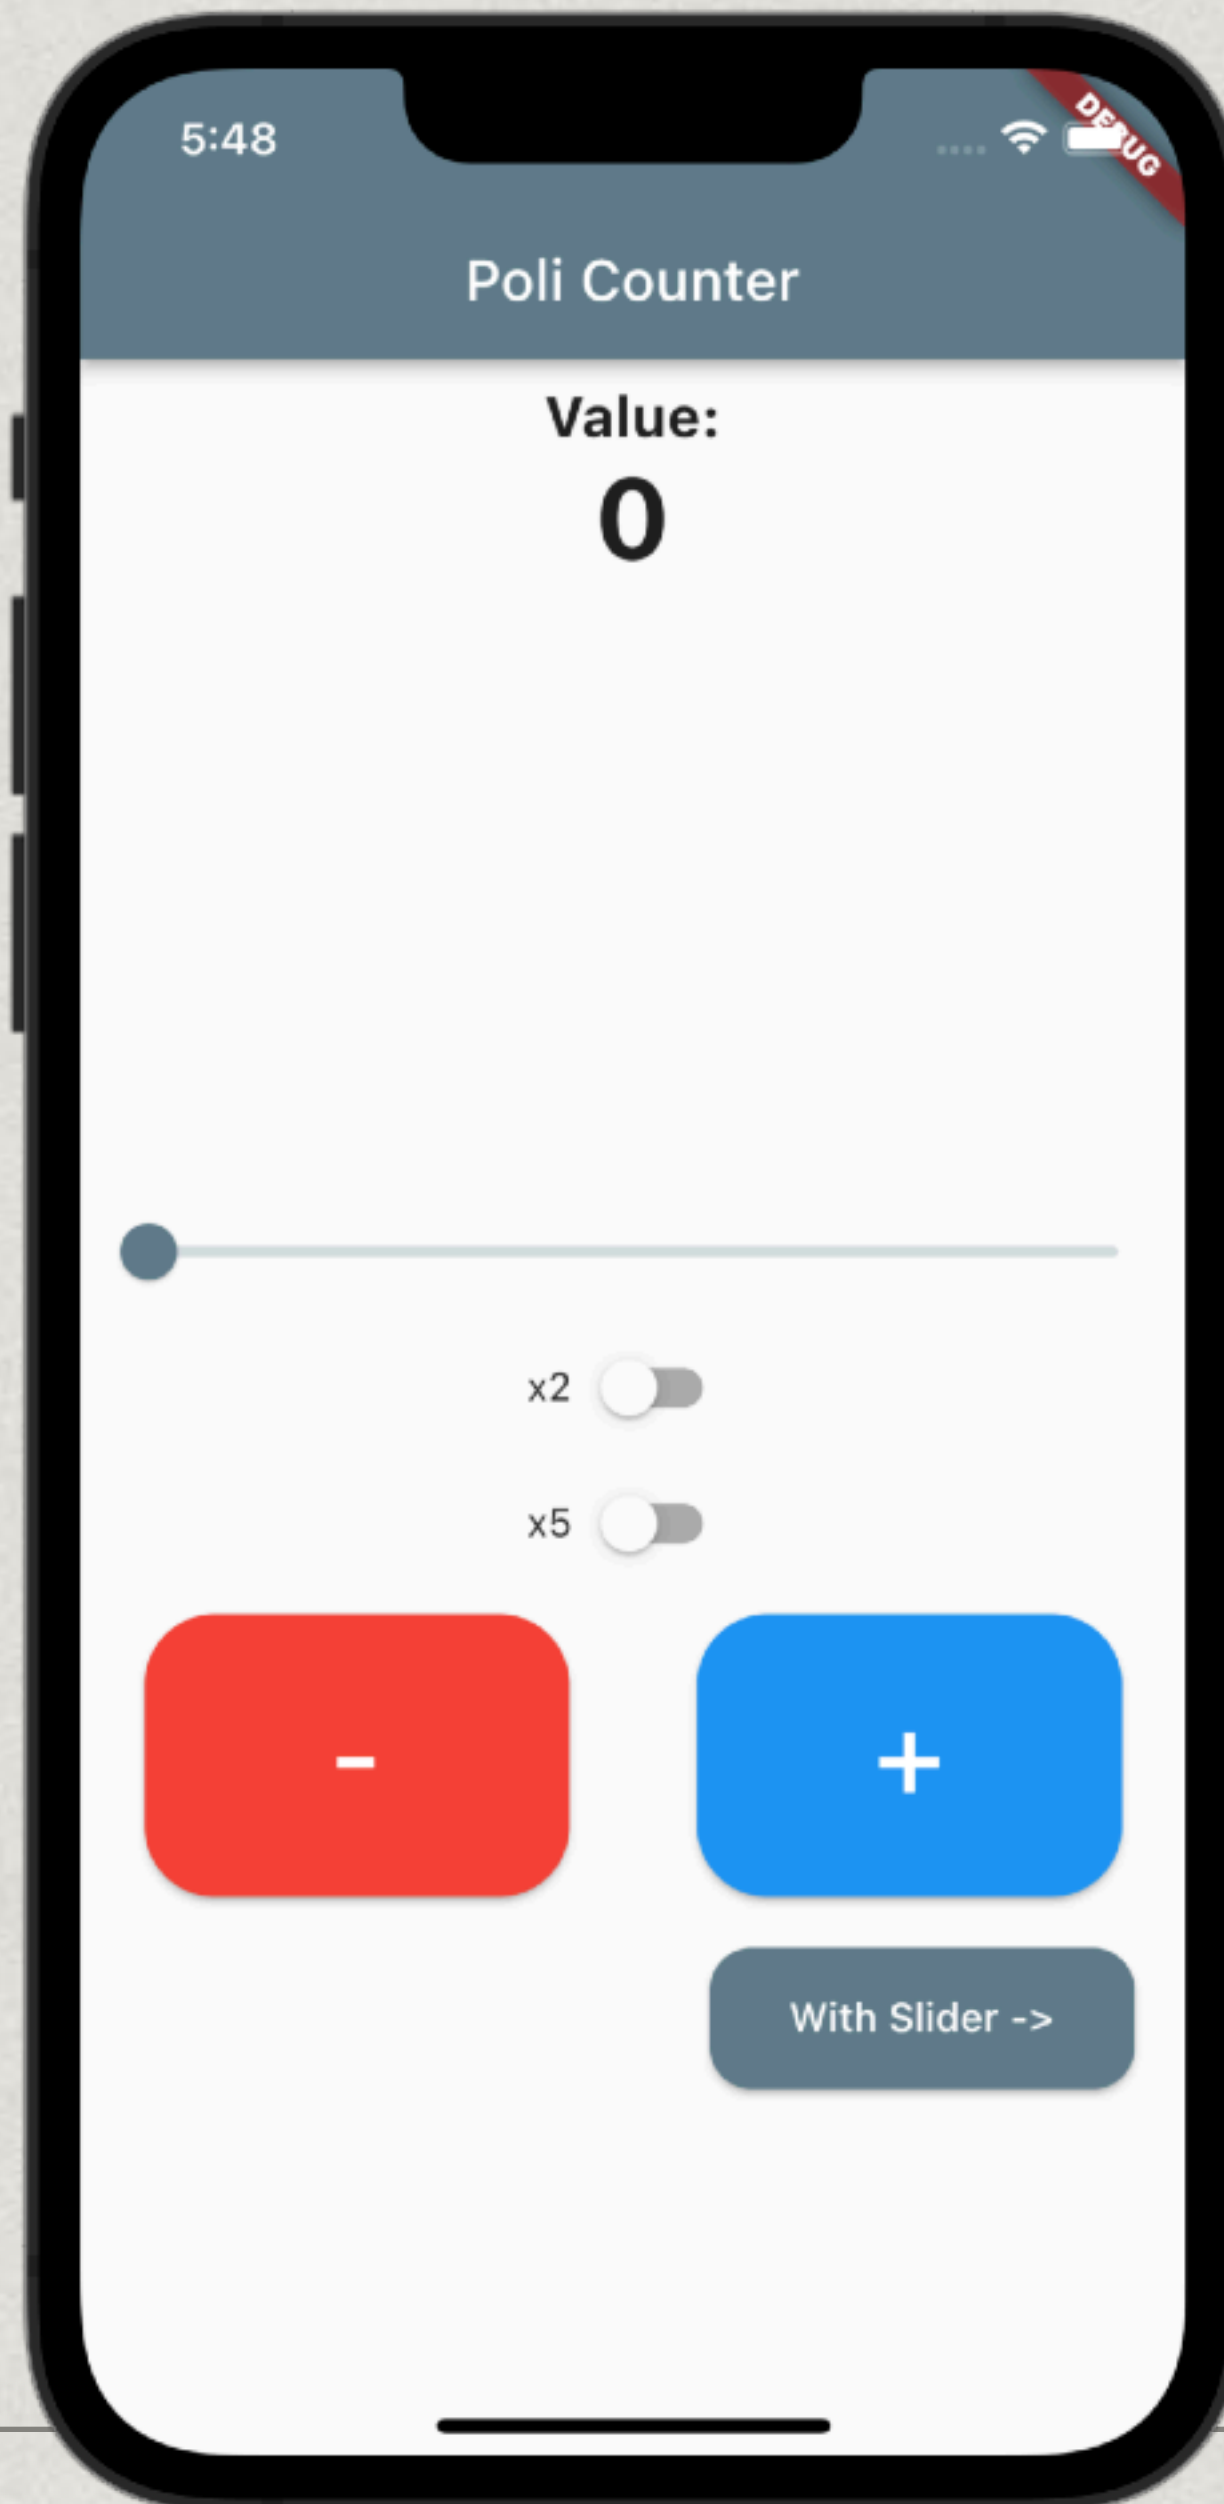 5:48
DEBUG
Poli Counter
Value:
0
x2
x5
-
+
With Slider ->